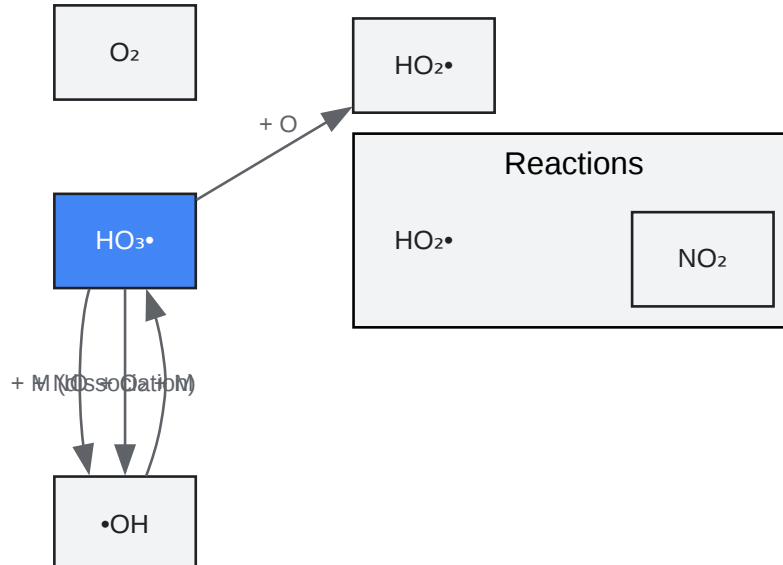 O₂
HO₂•
+ O
Reactions
HO₃•
HO₂•
NO₂
+ M
•OH